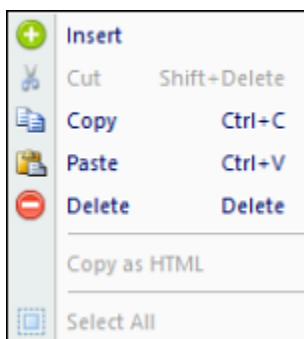 Insert
Cut Shift+Delete
Copy Ctrl+C
Paste Ctrl+V
Delete Delete
Copy as HTML
Select All